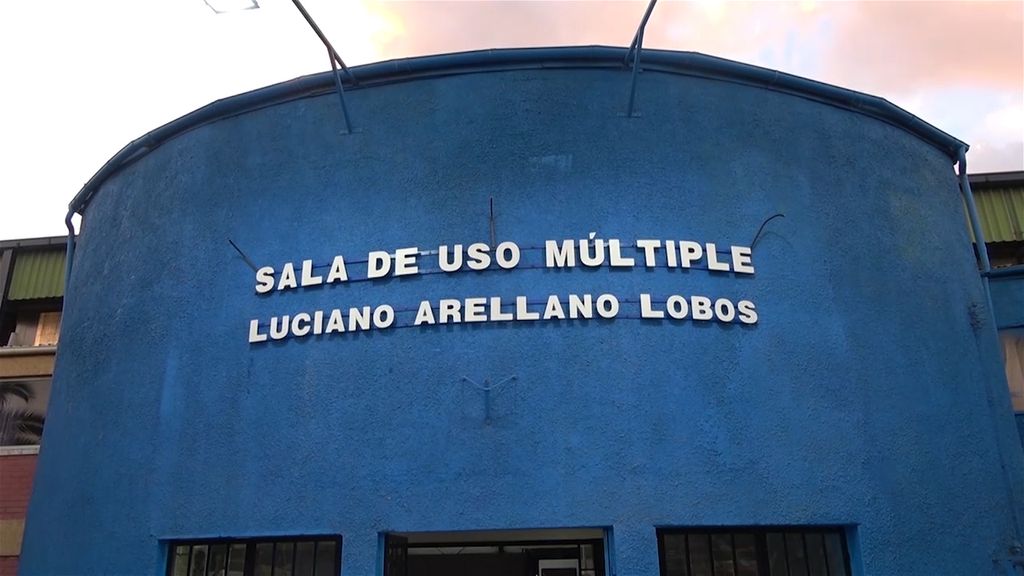 SALA DE USO MÚLTIPLE
LUCIANO ARELLANO LOBOS